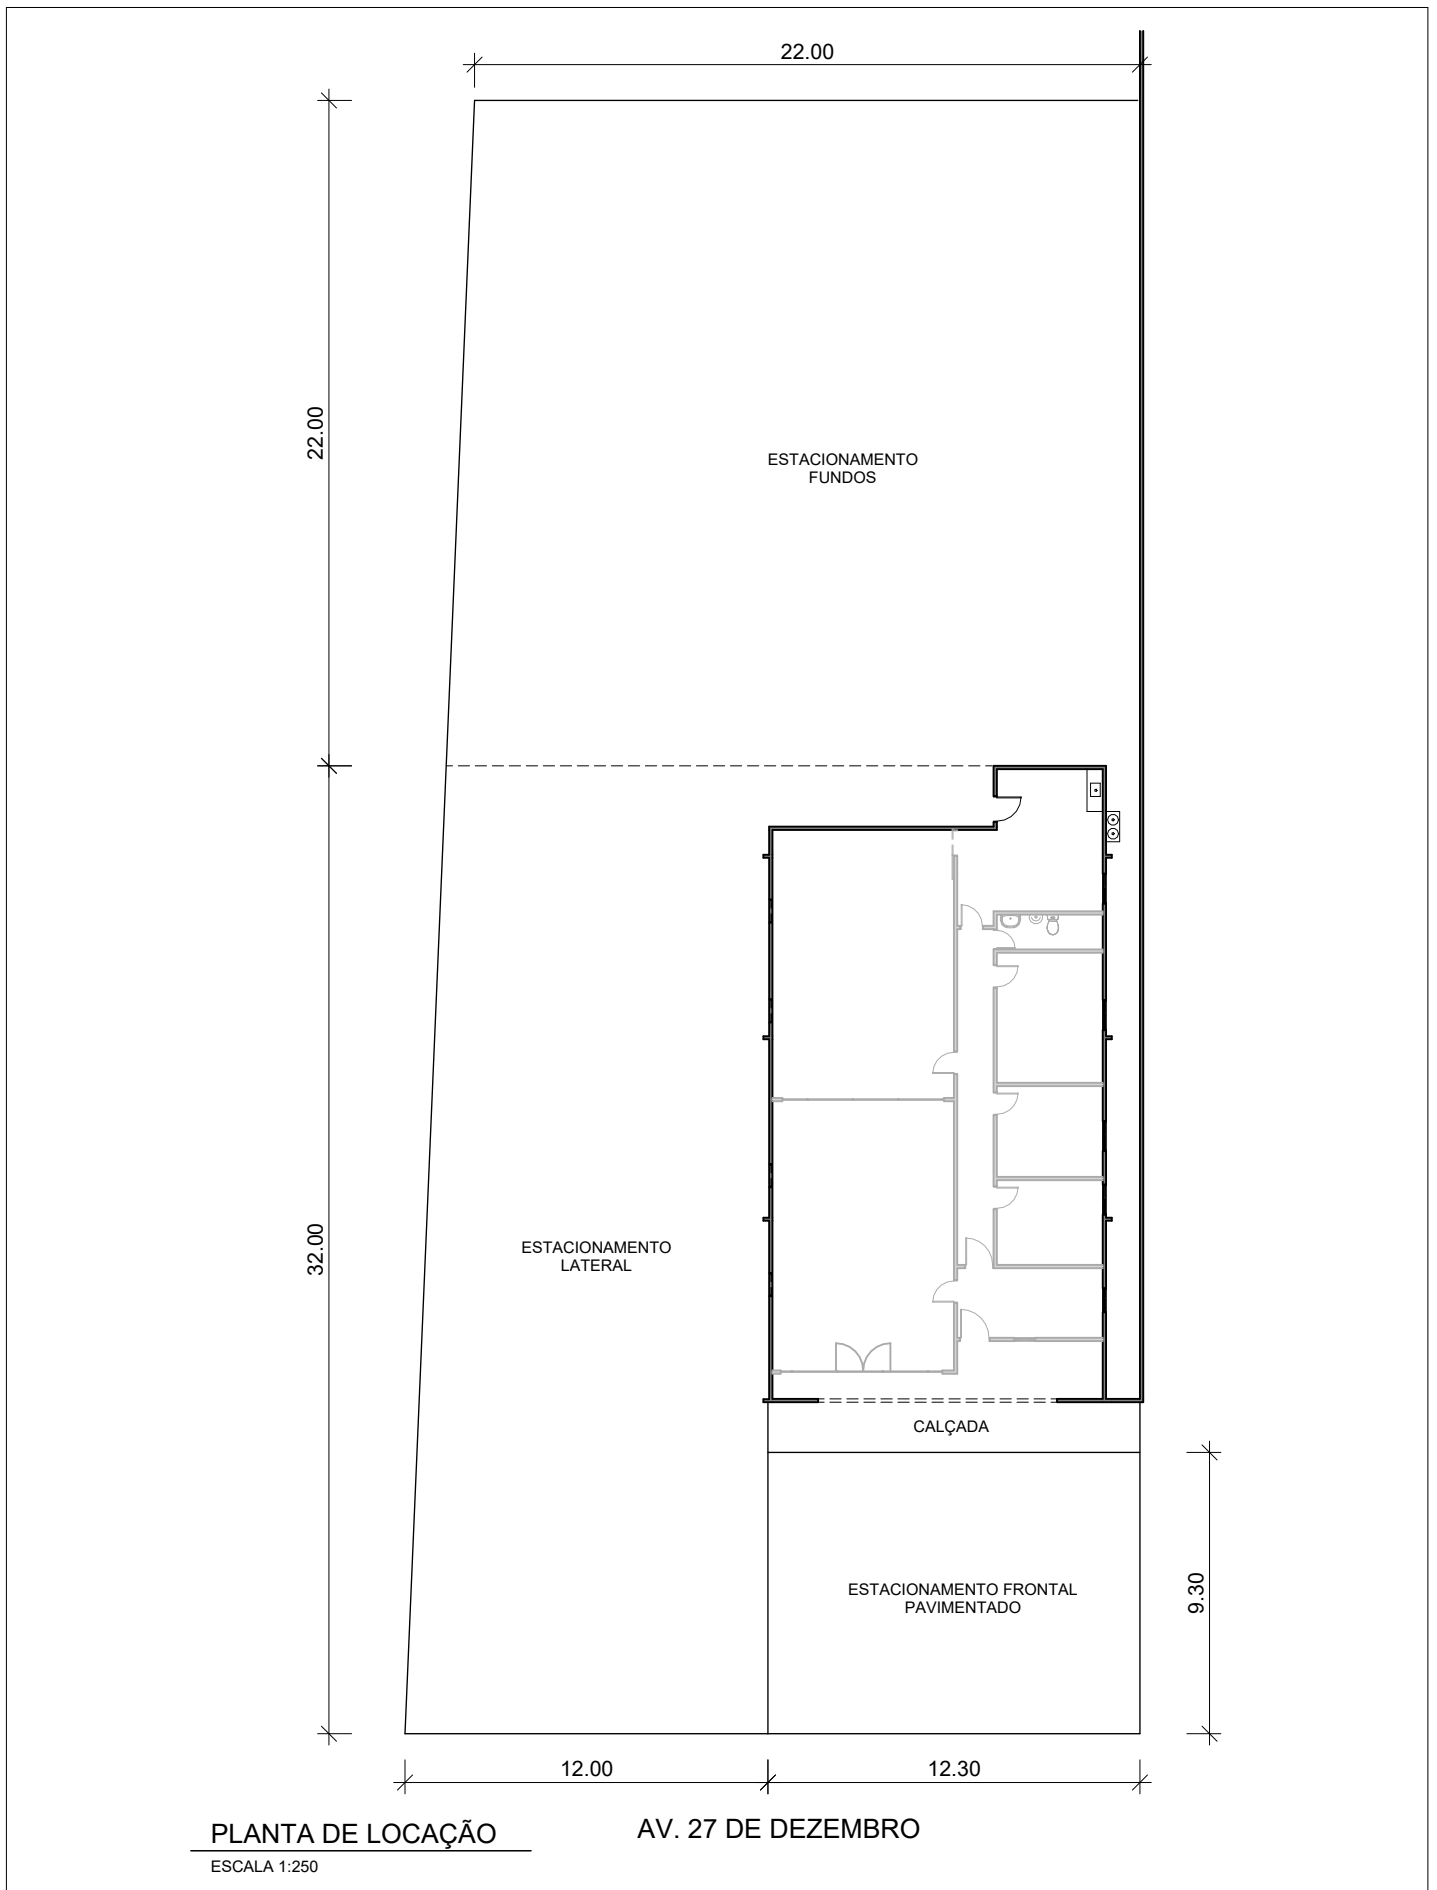 22.00
22.00
ESTACIONAMENTO
FUNDOS
32.00
ESTACIONAMENTO
LATERAL
CALÇADA
ESTACIONAMENTO FRONTAL
PAVIMENTADO
9.30
12.00
12.30
PLANTA DE LOCAÇÃO
AV. 27 DE DEZEMBRO
ESCALA 1:250